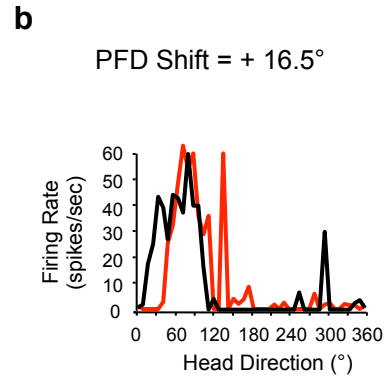 b
PFD Shift = + 16.5°
Firing Rate
(spikes/sec)
60
50
40
30
20
10
0
0 60 120 180 240 300 360
Head Direction (°)